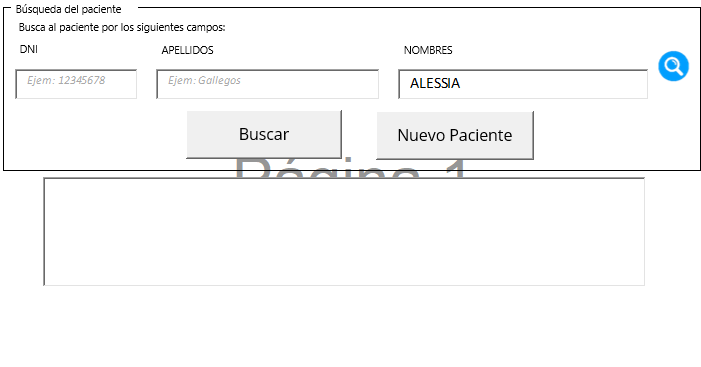 Búsqueda del paciente
Busca al paciente por los siguientes campos:
DNI APELLIDOS NOMBRES
Ejem: 12345678 Ejem: Gallegos ALESSIA
Buscar Nuevo Paciente
Página 1